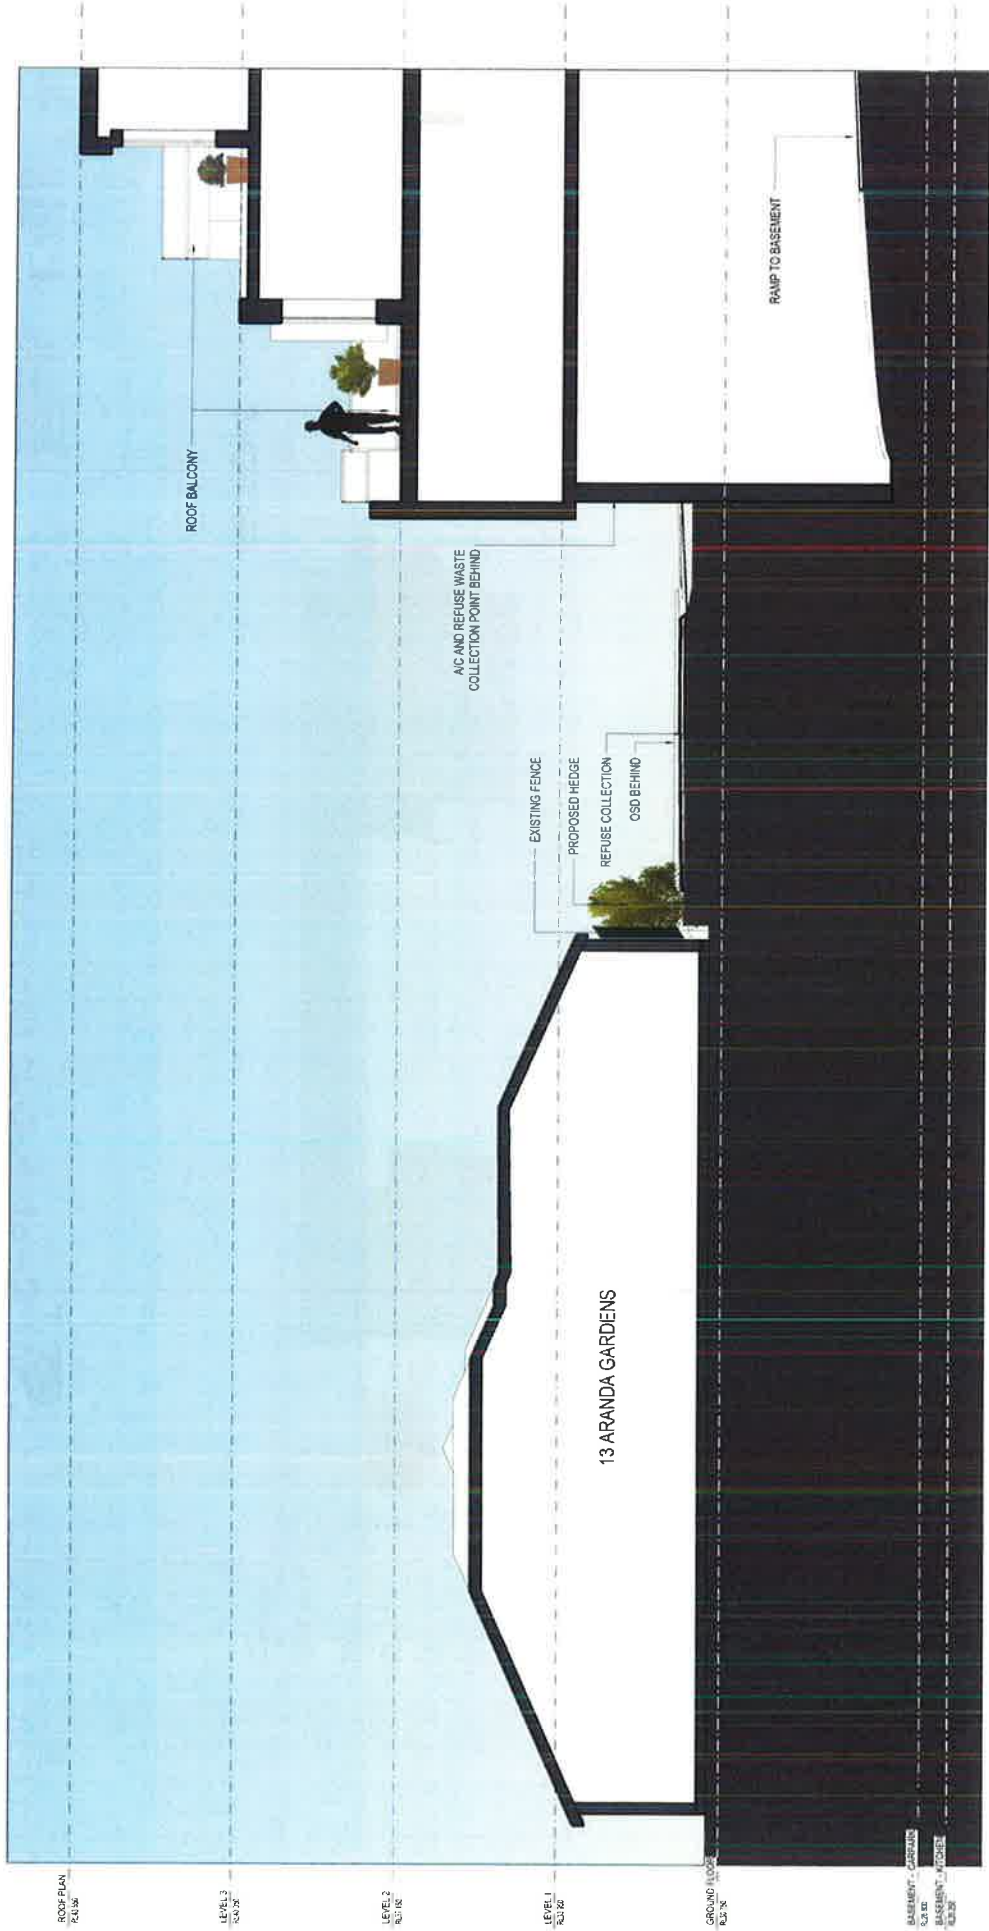 ROOF PLAN
LEVEL 3
LEVEL 2
LEVEL 1
GROUND FLOOR
BASEMENT - CARPARK
BASEMENT - KITCHEN
13 ARANDA GARDENS
EXISTING FENCE
PROPOSED HEDGE
REFUSE COLLECTION
OSD BEHIND
A/C AND REFUSE WASTE
COLLECTION POINT BEHIND
ROOF BALCONY
RAMP TO BASEMENT